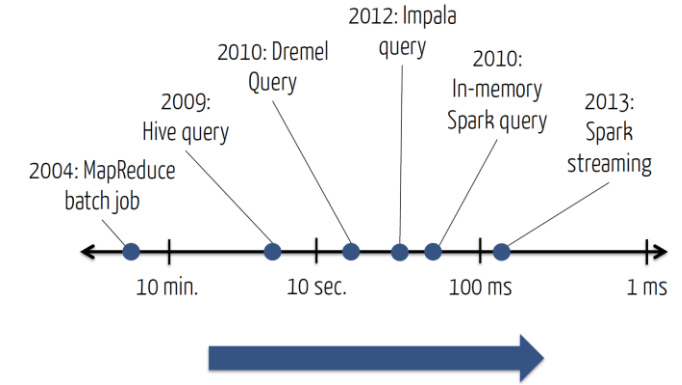 2004: MapReduce
batch job
2009:
Hive query
2010: Dremel
Query
2012: Impala
query
2010:
In-memory
Spark query
2013:
Spark
streaming
10 min.
10 sec.
100 ms
1 ms